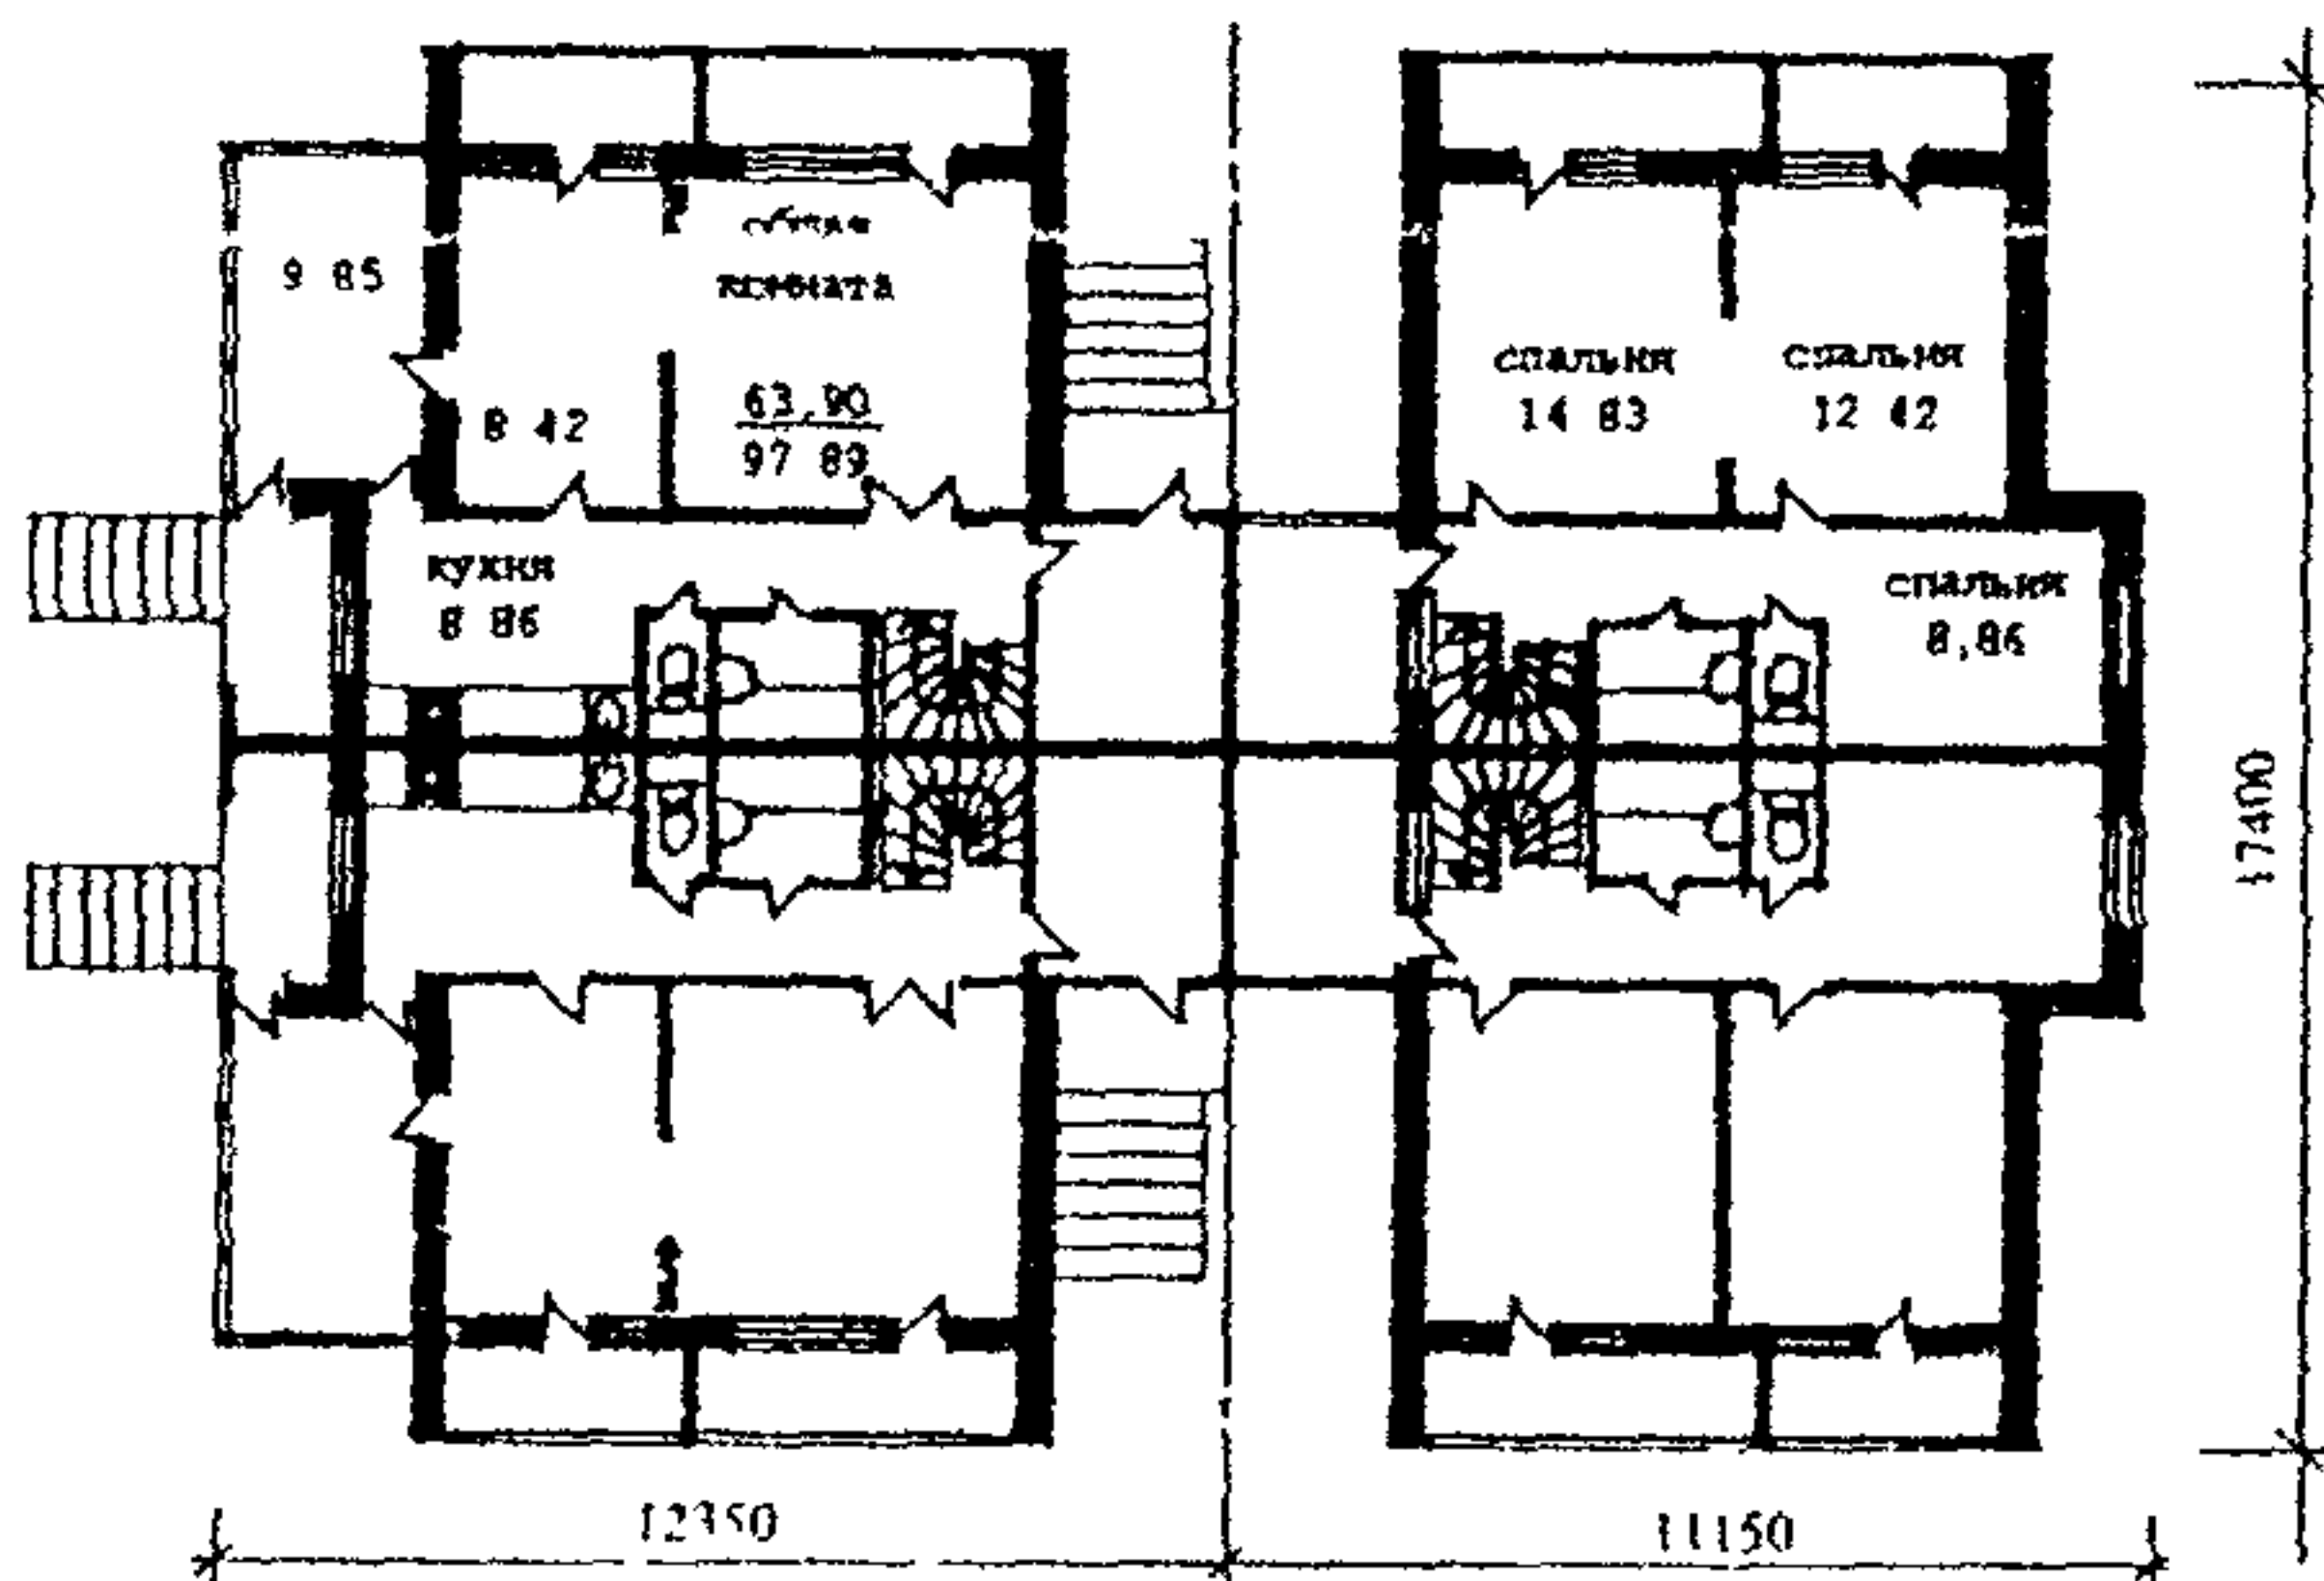 9 85
общая
комната
8 42
63,90
97 89
кухня
8 86
спальня
14 83
спальня
12 42
спальня
8,86
17400
12350
11150